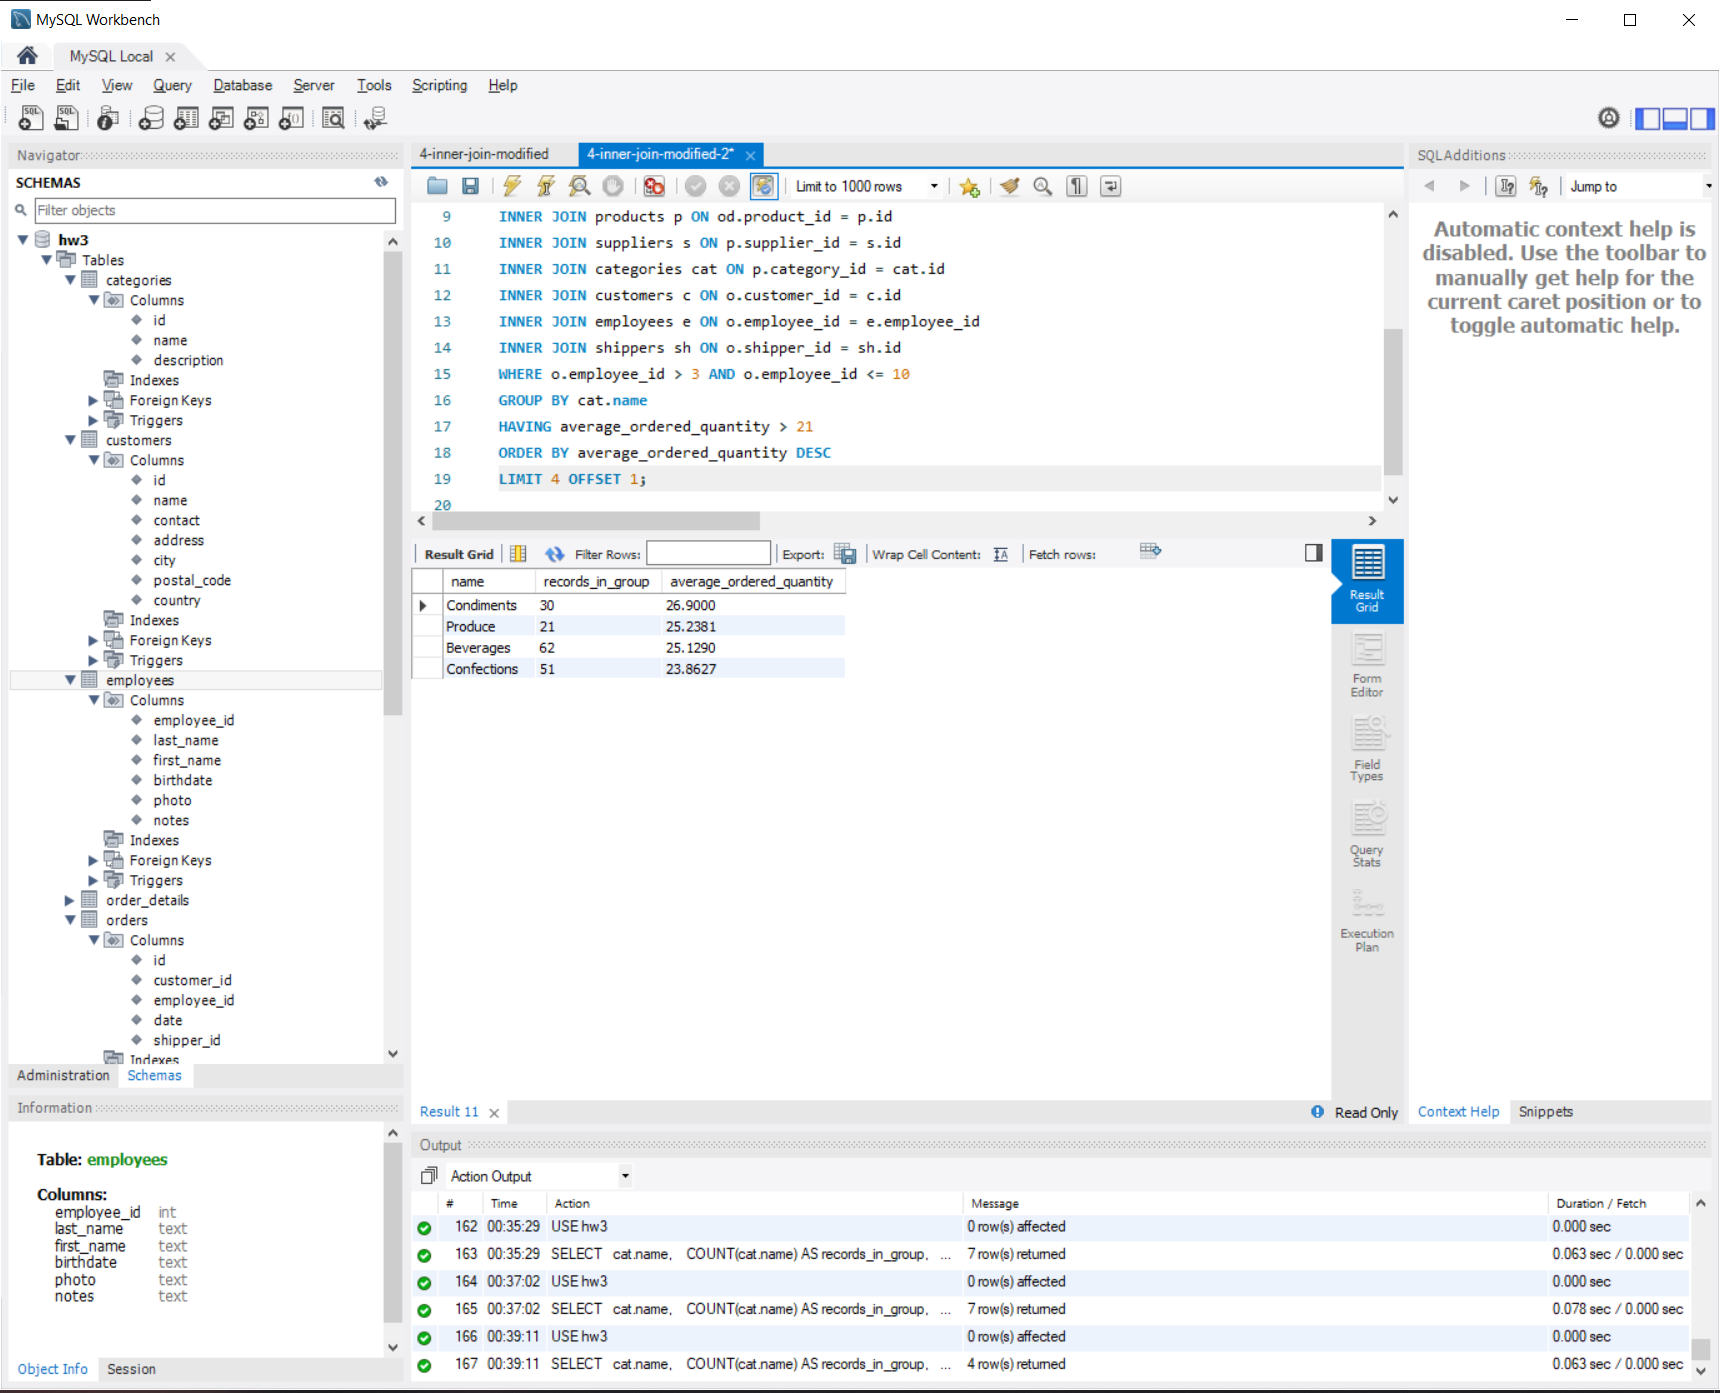 MySQL Workbench
MySQL Local
File Edit View Query Database Server Tools Scripting Help
Navigator
SCHEMAS
Filter objects
hw3
Tables
categories
Columns
id
name
description
Indexes
Foreign Keys
Triggers
customers
Columns
id
name
contact
address
city
postal_code
country
Indexes
Foreign Keys
Triggers
employees
Columns
employee_id
last_name
first_name
birthdate
photo
notes
Indexes
Foreign Keys
Triggers
order_details
orders
Columns
id
customer_id
employee_id
date
shipper_id
Indexes
Administration Schemas
Information
Table: employees
Columns:
employee_id int
last_name text
first_name text
birthdate text
photo text
notes text
Object Info Session
4-inner-join-modified 4-inner-join-modified-2*
Limit to 1000 rows
9 INNER JOIN products p ON od.product_id = p.id
10 INNER JOIN suppliers s ON p.supplier_id = s.id
11 INNER JOIN categories cat ON p.category_id = cat.id
12 INNER JOIN customers c ON o.customer_id = c.id
13 INNER JOIN employees e ON o.employee_id = e.employee_id
14 INNER JOIN shippers sh ON o.shipper_id = sh.id
15 WHERE o.employee_id > 3 AND o.employee_id <= 10
16 GROUP BY cat.name
17 HAVING average_ordered_quantity > 21
18 ORDER BY average_ordered_quantity DESC
19 LIMIT 4 OFFSET 1;
20
Result Grid Filter Rows: Export: Wrap Cell Content: Fetch rows:
name records_in_group average_ordered_quantity
Condiments 30 26.9000
Produce 21 25.2381
Beverages 62 25.1290
Confections 51 23.8627
Result Grid
Form Editor
Field Types
Query Stats
Execution Plan
Result 11
Read Only
SQLAdditions
Jump to
Automatic context help is
disabled. Use the toolbar to
manually get help for the
current caret position or to
toggle automatic help.
Context Help Snippets
Output
Action Output
# Time Action Message Duration / Fetch
162 00:35:29 USE hw3 0 row(s) affected 0.000 sec
163 00:35:29 SELECT cat.name, COUNT(cat.name) AS records_in_group, ... 7 row(s) returned 0.063 sec / 0.000 sec
164 00:37:02 USE hw3 0 row(s) affected 0.000 sec
165 00:37:02 SELECT cat.name, COUNT(cat.name) AS records_in_group, ... 7 row(s) returned 0.078 sec / 0.000 sec
166 00:39:11 USE hw3 0 row(s) affected 0.000 sec
167 00:39:11 SELECT cat.name, COUNT(cat.name) AS records_in_group, ... 4 row(s) returned 0.063 sec / 0.000 sec